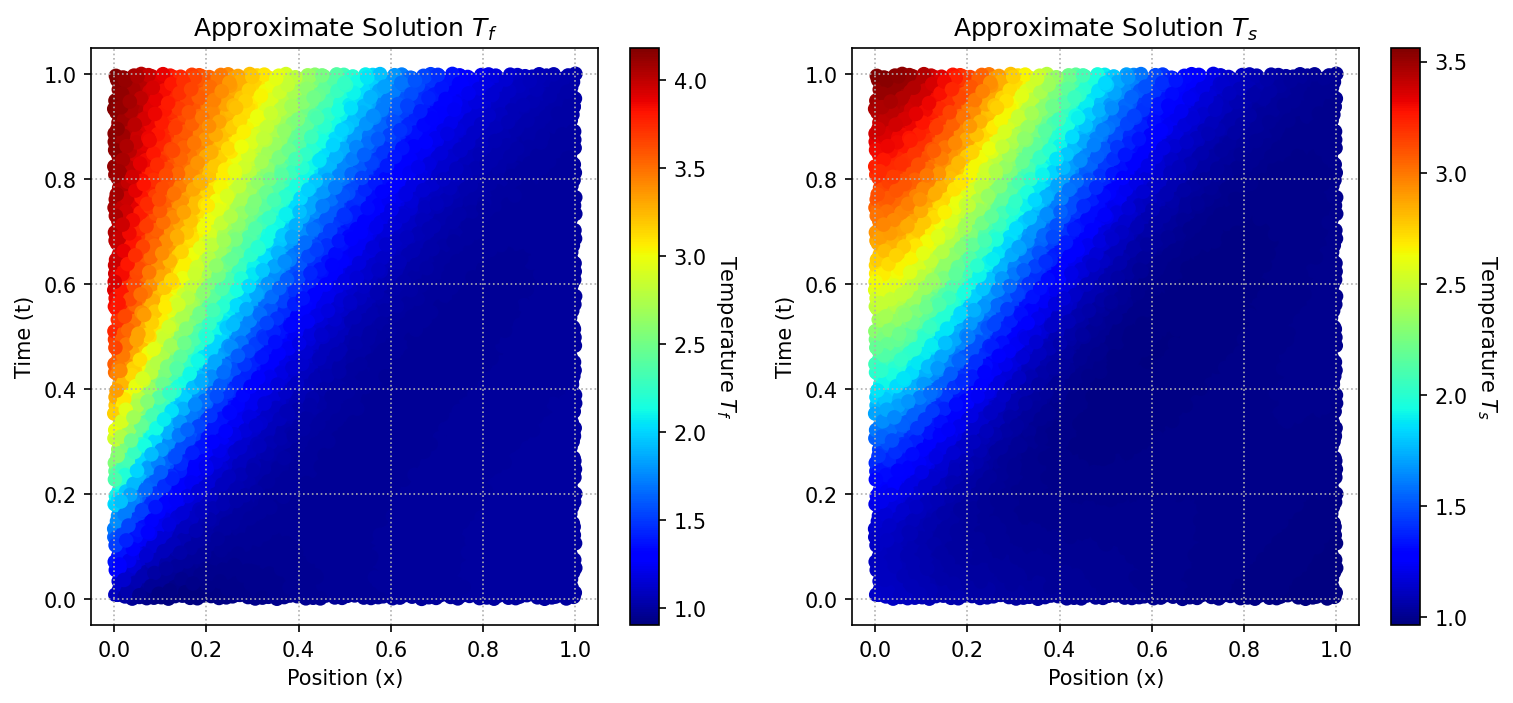 Approximate Solution T_f
1.0
0.8
0.6
0.4
0.2
0.0
Time (t)
0.0 0.2 0.4 0.6 0.8 1.0
Position (x)
4.0
3.5
3.0
2.5
2.0
1.5
1.0
Temperature T_f
Approximate Solution T_s
1.0
0.8
0.6
0.4
0.2
0.0
Time (t)
0.0 0.2 0.4 0.6 0.8 1.0
Position (x)
3.5
3.0
2.5
2.0
1.5
1.0
Temperature T_s